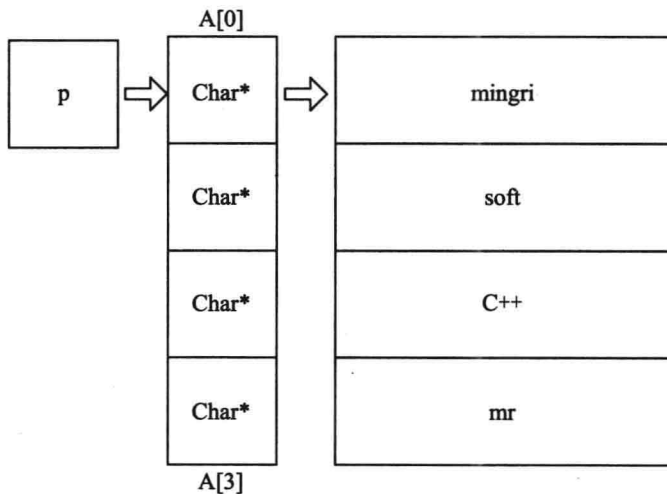 A[0]
p
Char*
mingri
Char*
soft
Char*
C++
Char*
mr
A[3]